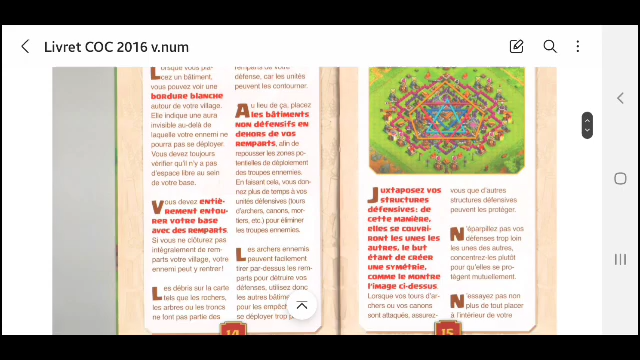 Livret COC 2016 v.num
Lorsque vous pla-
cez un bâtiment,
vous pouvez voir une
bordure blanche
autour de votre village.
Elle indique une aura
invisible au-delà de
laquelle votre ennemi ne
pourra pas se déployer.
Vous devez toujours
vérifier qu'il n'y a pas
d'espace libre au sein
de votre base.
Vous devez entiè-
rement entou-
rer votre base
avec des remparts.
Si vous ne clôturez pas
intégralement de rem-
parts votre village, votre
ennemi peut y rentrer!
Les débris sur la carte
tels que les rochers,
les arbres ou les troncs
ne font pas partie des
remparts de votre
défense, car les unités
peuvent les contourner.
Au lieu de ça, placez
les bâtiments
non défensifs en
dehors de vos
remparts, afin de
repousser les zones po-
tentielles de déploiement
des troupes ennemies.
En faisant cela, vous don-
nez plus de temps à vos
unités défensives (tours
d'archers, canons, mor-
tiers, etc.) pour éliminer
les troupes ennemies.
Les archers ennemis
peuvent facilement
tirer par-dessus les rem-
parts pour détruire vos
défenses, utilisez donc
les autres bâtim
pour les empêch
se déployer trop p
14
Juxtaposez vos
structures
défensives: de
cette manière,
elles se couvri-
ront les unes les
autres, le but
étant de créer
une symétrie,
comme le montre
l'image ci-dessus.
Lorsque vos tours d'ar-
chers ou vos canons
sont attaqués, assurez-
vous que d'autres
structures défensives
peuvent les protéger.
N'éparpillez pas vos
défenses trop loin
les unes des autres,
concentrez-les plutôt
pour qu'elles se pro-
tègent mutuellement.
N'essayez pas non
plus de tout placer
à l'intérieur de votre
15